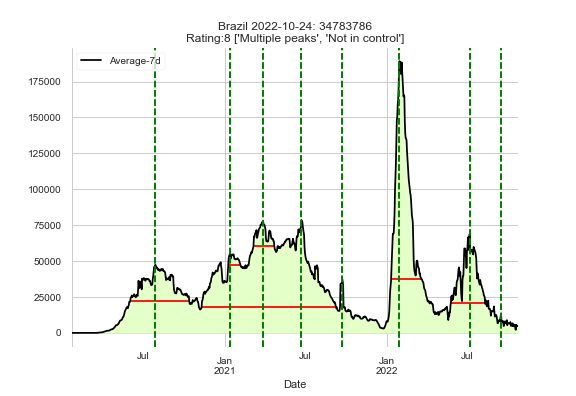 Brazil 2022-10-24: 34783786
Rating:8 ['Multiple peaks', 'Not in control']
Average-7d
175000
150000
125000
100000
75000
50000
25000
0
Jul
Jan
2021
Jul
Jan
2022
Jul
Date